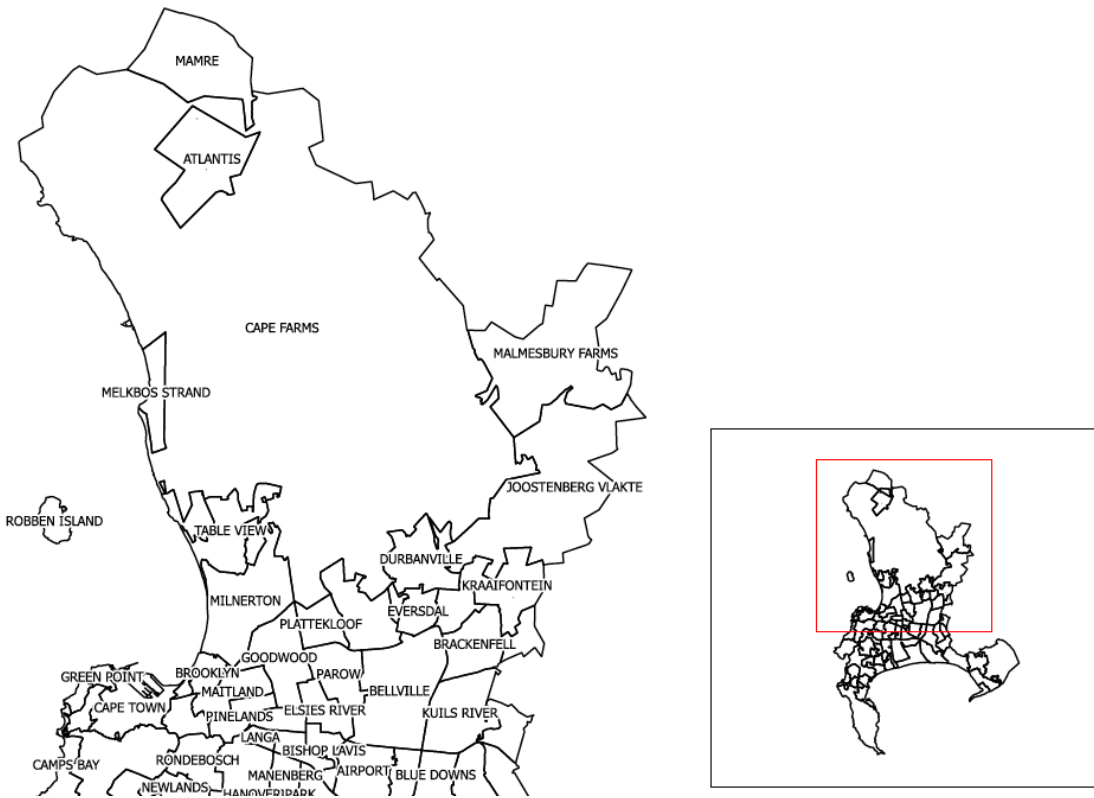 MAMRE
ATLANTIS
CAPE FARMS
MALMESBURY FARMS
MELKBOS STRAND
JOOSTENBERG VLAKTE
ROBBEN ISLAND
TABLE VIEW
DURBANVILLE
KRAAIFONTEIN
MILNERTON
EVERSDAL
PLATTEKLOOF
BRACKENFELL
GOODWOOD
GREEN POINT
BROOKLYN
PAROW
MAITLAND
BELLVILLE
CAPE TOWN
PINELANDS
ELSIES RIVER
KUILS RIVER
LANGA
BISHOP LAVIS
RONDEBOSCH
CAMPS BAY
AIRPORT
MANENBERG
BLUE DOWNS
NEWLANDS
HANOVERIPARK